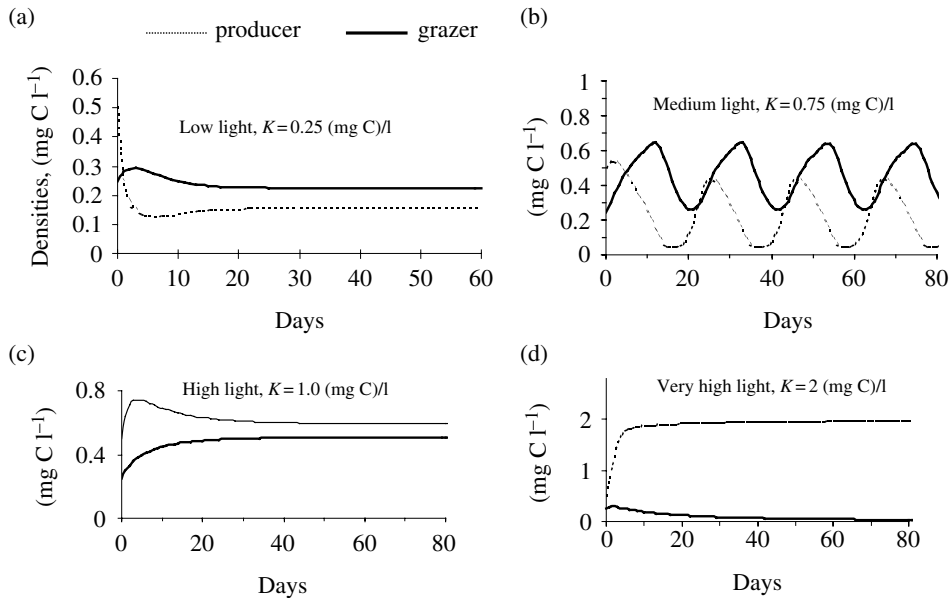 (a)
producer
grazer
Densities, (mg C l⁻¹)
0.6
0.5
0.4
0.3
0.2
0.1
0
Low light, K=0.25 (mg C)/l
0 10 20 30 40 50 60
Days
(b)
(mg C l⁻¹)
1
0.8
0.6
0.4
0.2
0
Medium light, K=0.75 (mg C)/l
0 20 40 60 80
Days
(c)
(mg C l⁻¹)
0.8
0.4
0
High light, K=1.0 (mg C)/l
0 20 40 60 80
Days
(d)
(mg C l⁻¹)
2
1
0
Very high light, K=2 (mg C)/l
0 20 40 60 80
Days